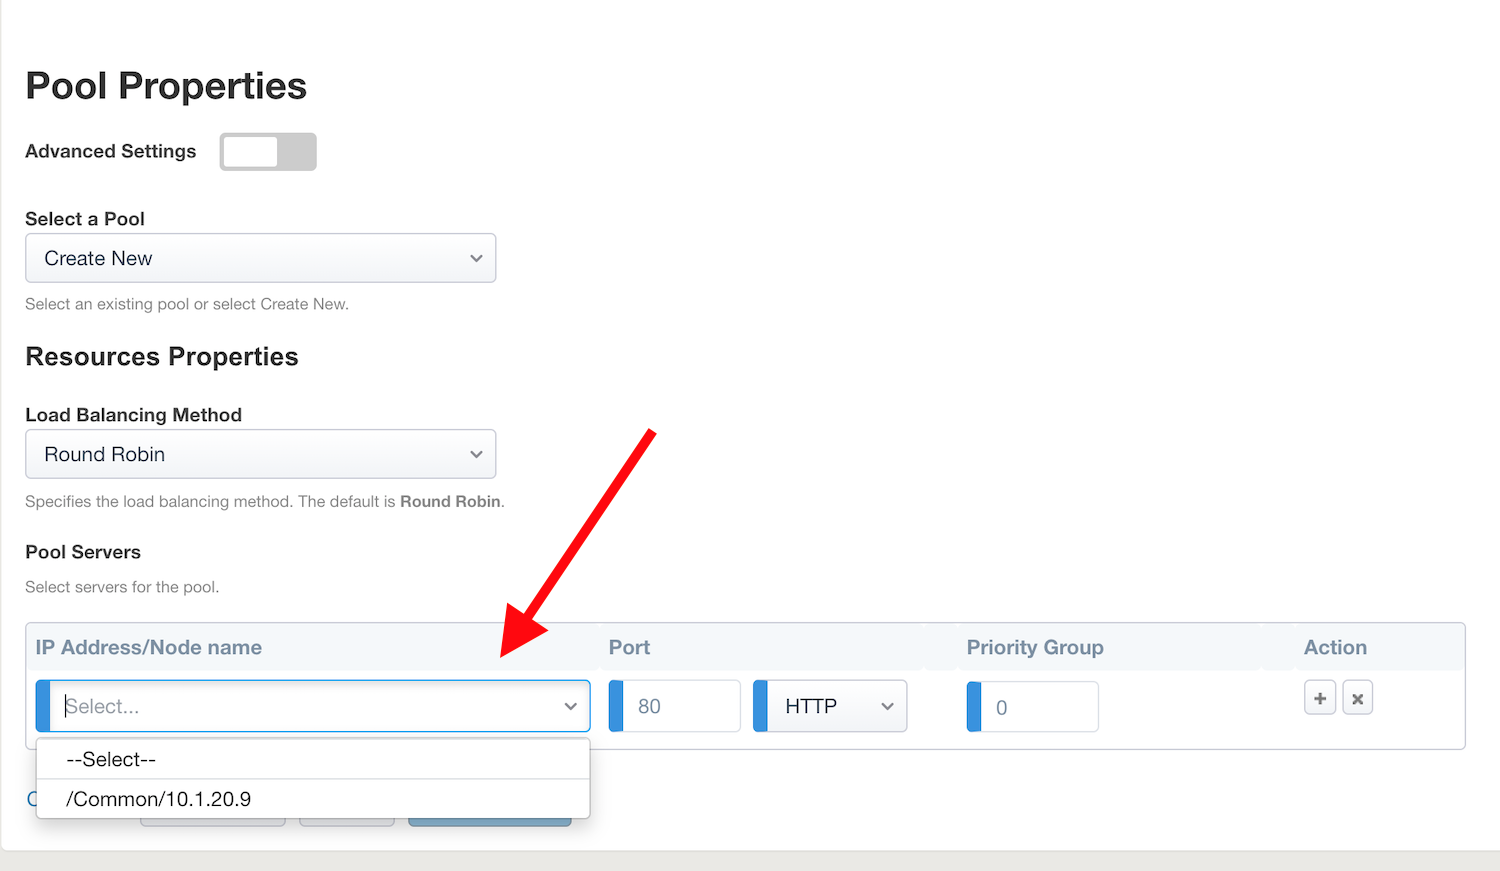 Pool Properties
Advanced Settings
Select a Pool
Create New
Select an existing pool or select Create New.
Resources Properties
Load Balancing Method
Round Robin
Specifies the load balancing method. The default is Round Robin.
Pool Servers
Select servers for the pool.
IP Address/Node name Port Priority Group Action
Select... 80 HTTP 0
--Select--
/Common/10.1.20.9